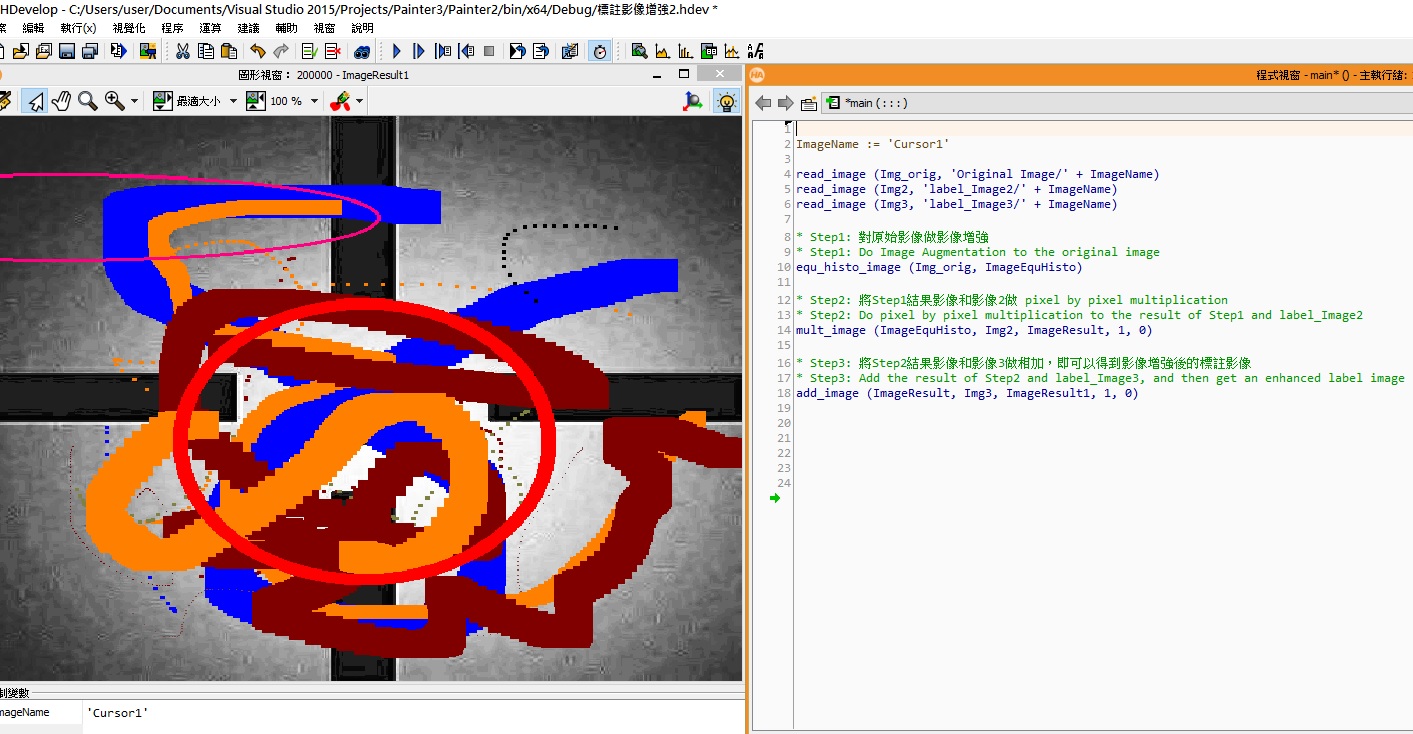 HDevelop - C:/Users/user/Documents/Visual Studio 2015/Projects/Painter3/Painter2/bin/x64/Debug/標註影像增強2.hdev *
案 編輯 執行(x) 視覺化 程序 運算 建議 輔助 視窗 說明
圖形視窗： 200000 - ImageResult1
最適大小
100 %
程式視窗 - main* () - 主執行緒:
*main (:::)
1
2 ImageName := 'Cursor1'
3
4 read_image (Img_orig, 'Original Image/' + ImageName)
5 read_image (Img2, 'label_Image2/' + ImageName)
6 read_image (Img3, 'label_Image3/' + ImageName)
7
8 * Step1: 對原始影像做影像增強
9 * Step1: Do Image Augmentation to the original image
10 equ_histo_image (Img_orig, ImageEquHisto)
11
12 * Step2: 將Step1結果影像和影像2做 pixel by pixel multiplication
13 * Step2: Do pixel by pixel multiplication to the result of Step1 and label_Image2
14 mult_image (ImageEquHisto, Img2, ImageResult, 1, 0)
15
16 * Step3: 將Step2結果影像和影像3做相加，即可以得到影像增強後的標註影像
17 * Step3: Add the result of Step2 and label_Image3, and then get an enhanced label image
18 add_image (ImageResult, Img3, ImageResult1, 1, 0)
19
20
21
22
23
24
制變數
mageName 'Cursor1'